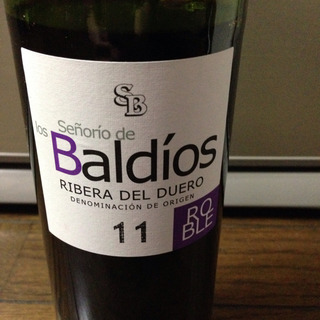 SB
Señorío de
los Baldíos
RIBERA DEL DUERO
DENOMINACIÓN DE ORIGEN
11
RO
BLE